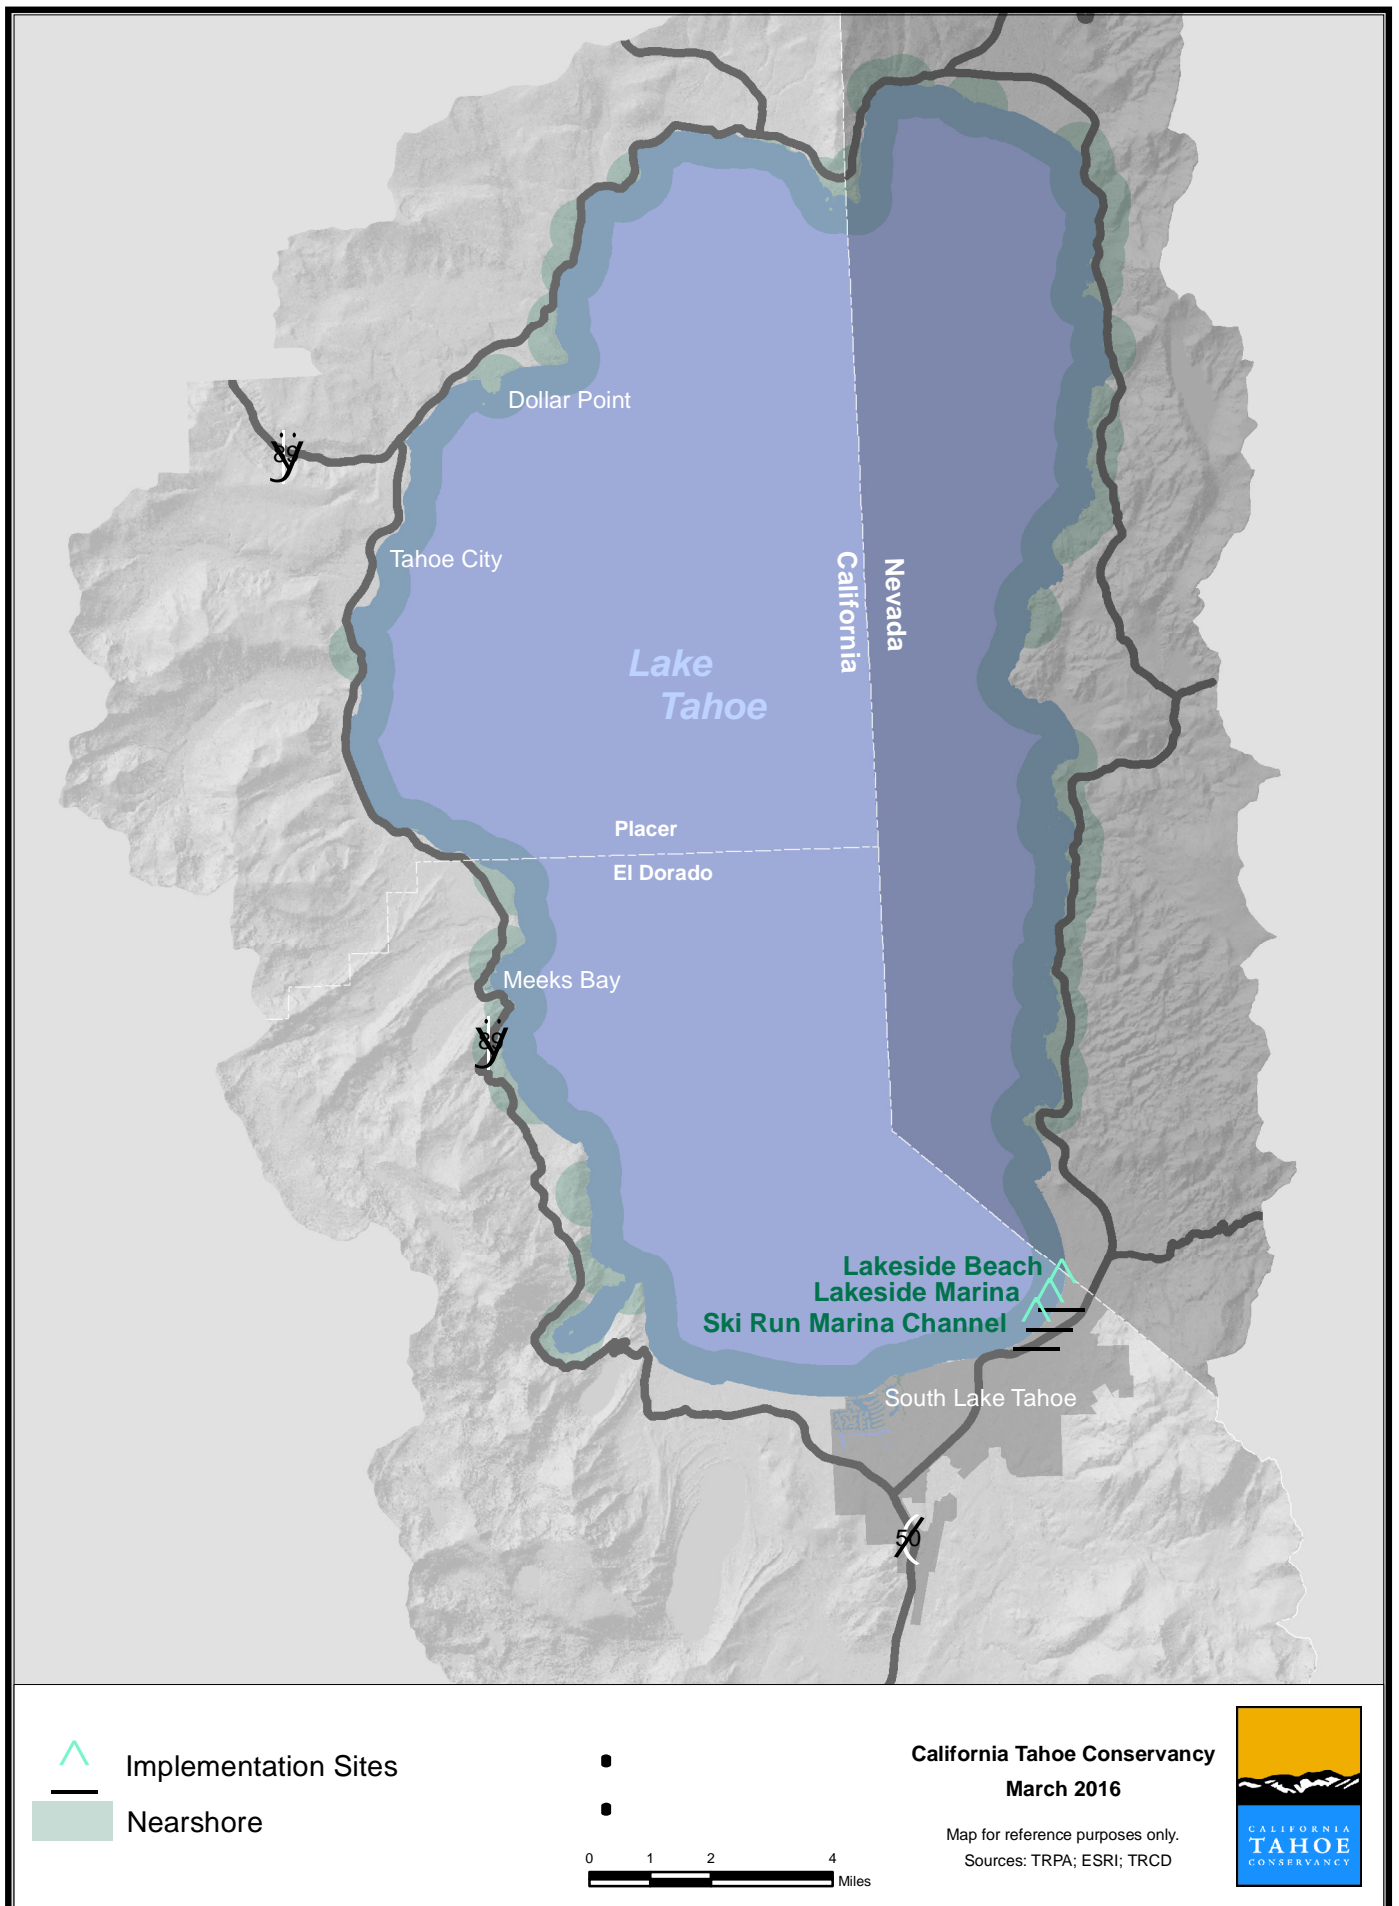 Dollar Point
89
Tahoe City
California
Nevada
Lake
Tahoe
Placer
El Dorado
Meeks Bay
89
Lakeside Beach
Lakeside Marina
Ski Run Marina Channel
South Lake Tahoe
50
Implementation Sites
Nearshore
0 1 2 4
Miles
California Tahoe Conservancy
March 2016
Map for reference purposes only.
Sources: TRPA; ESRI; TRCD
CALIFORNIA
TAHOE
CONSERVANCY